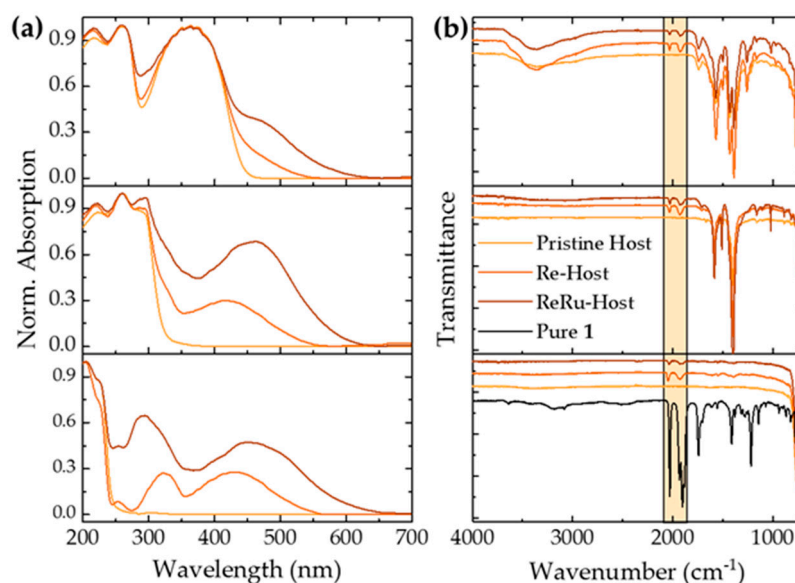 (a)
Norm. Absorption
0.9
0.6
0.3
0.0
0.9
0.6
0.3
0.0
0.9
0.6
0.3
0.0
200 300 400 500 600 700
Wavelength (nm)
(b)
Transmittance
Pristine Host
Re-Host
ReRu-Host
Pure 1
4000 3000 2000 1000
Wavenumber (cm⁻¹)